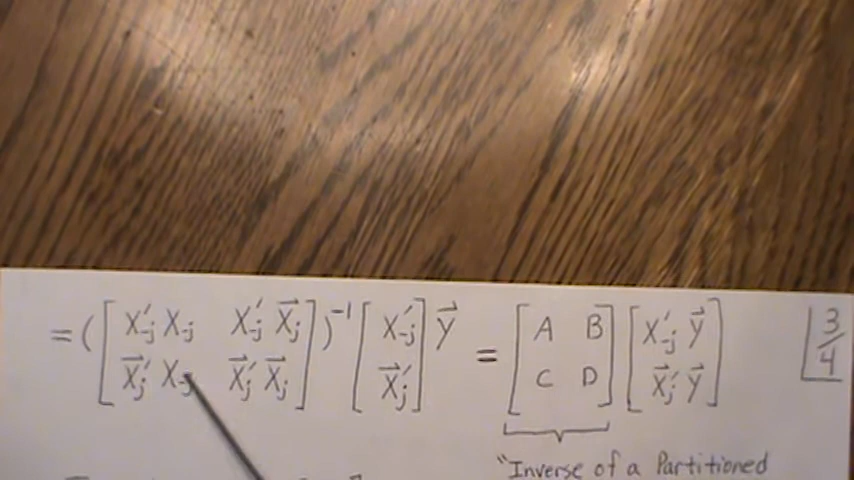 = ( [ X'₋ⱼ X₋ⱼ X'₋ⱼ X⃗ⱼ ] )⁻¹ [ X'₋ⱼ ] Y⃗ = [ A B ] [ X'₋ⱼ Y⃗ ] 3/4
[ X⃗ⱼ' X₋ⱼ X⃗ⱼ' X⃗ⱼ ] [ X⃗ⱼ' ] [ C D ] [ X⃗ⱼ' Y⃗ ]
"Inverse of a Partitioned